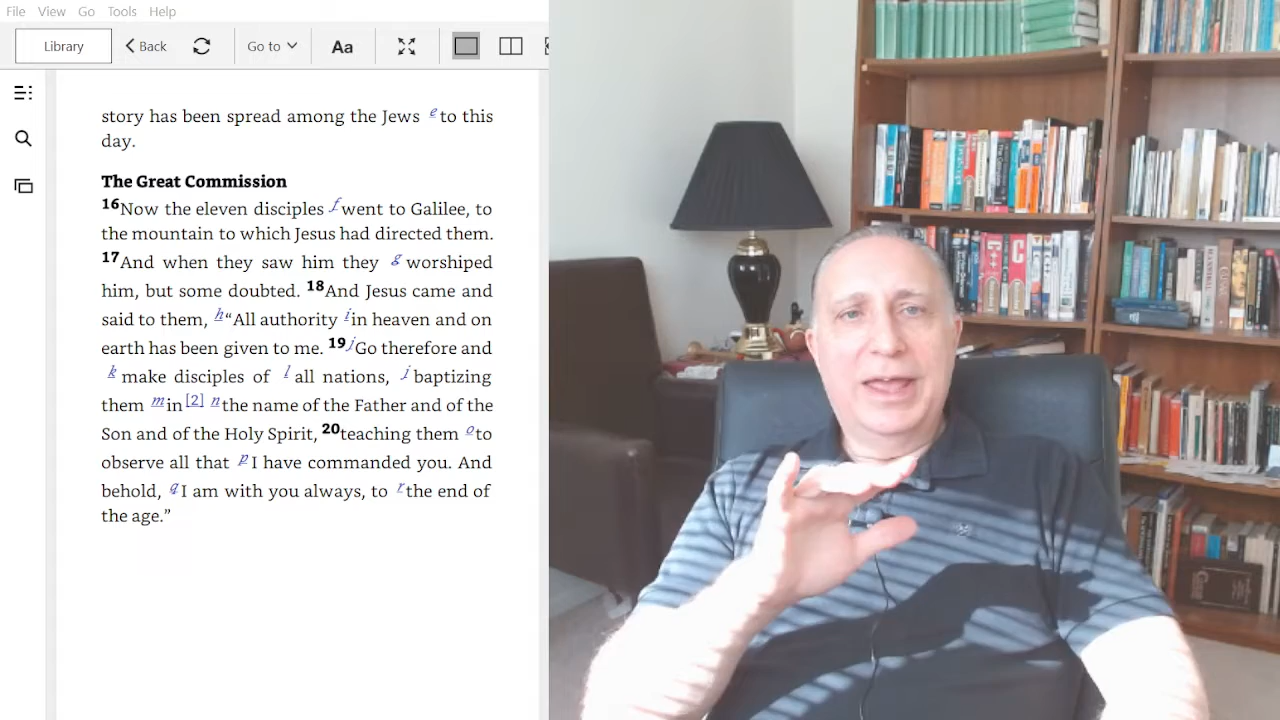 File View Go Tools Help
Library Back Go to Aa
story has been spread among the Jews e to this
day.
The Great Commission
16Now the eleven disciples f went to Galilee, to
the mountain to which Jesus had directed them.
17And when they saw him they g worshiped
him, but some doubted. 18And Jesus came and
said to them, h“All authority i in heaven and on
earth has been given to me. 19 j Go therefore and
k make disciples of l all nations, j baptizing
them m in[2] n the name of the Father and of the
Son and of the Holy Spirit, 20teaching them o to
observe all that p I have commanded you. And
behold, q I am with you always, to r the end of
the age.”
C++
C